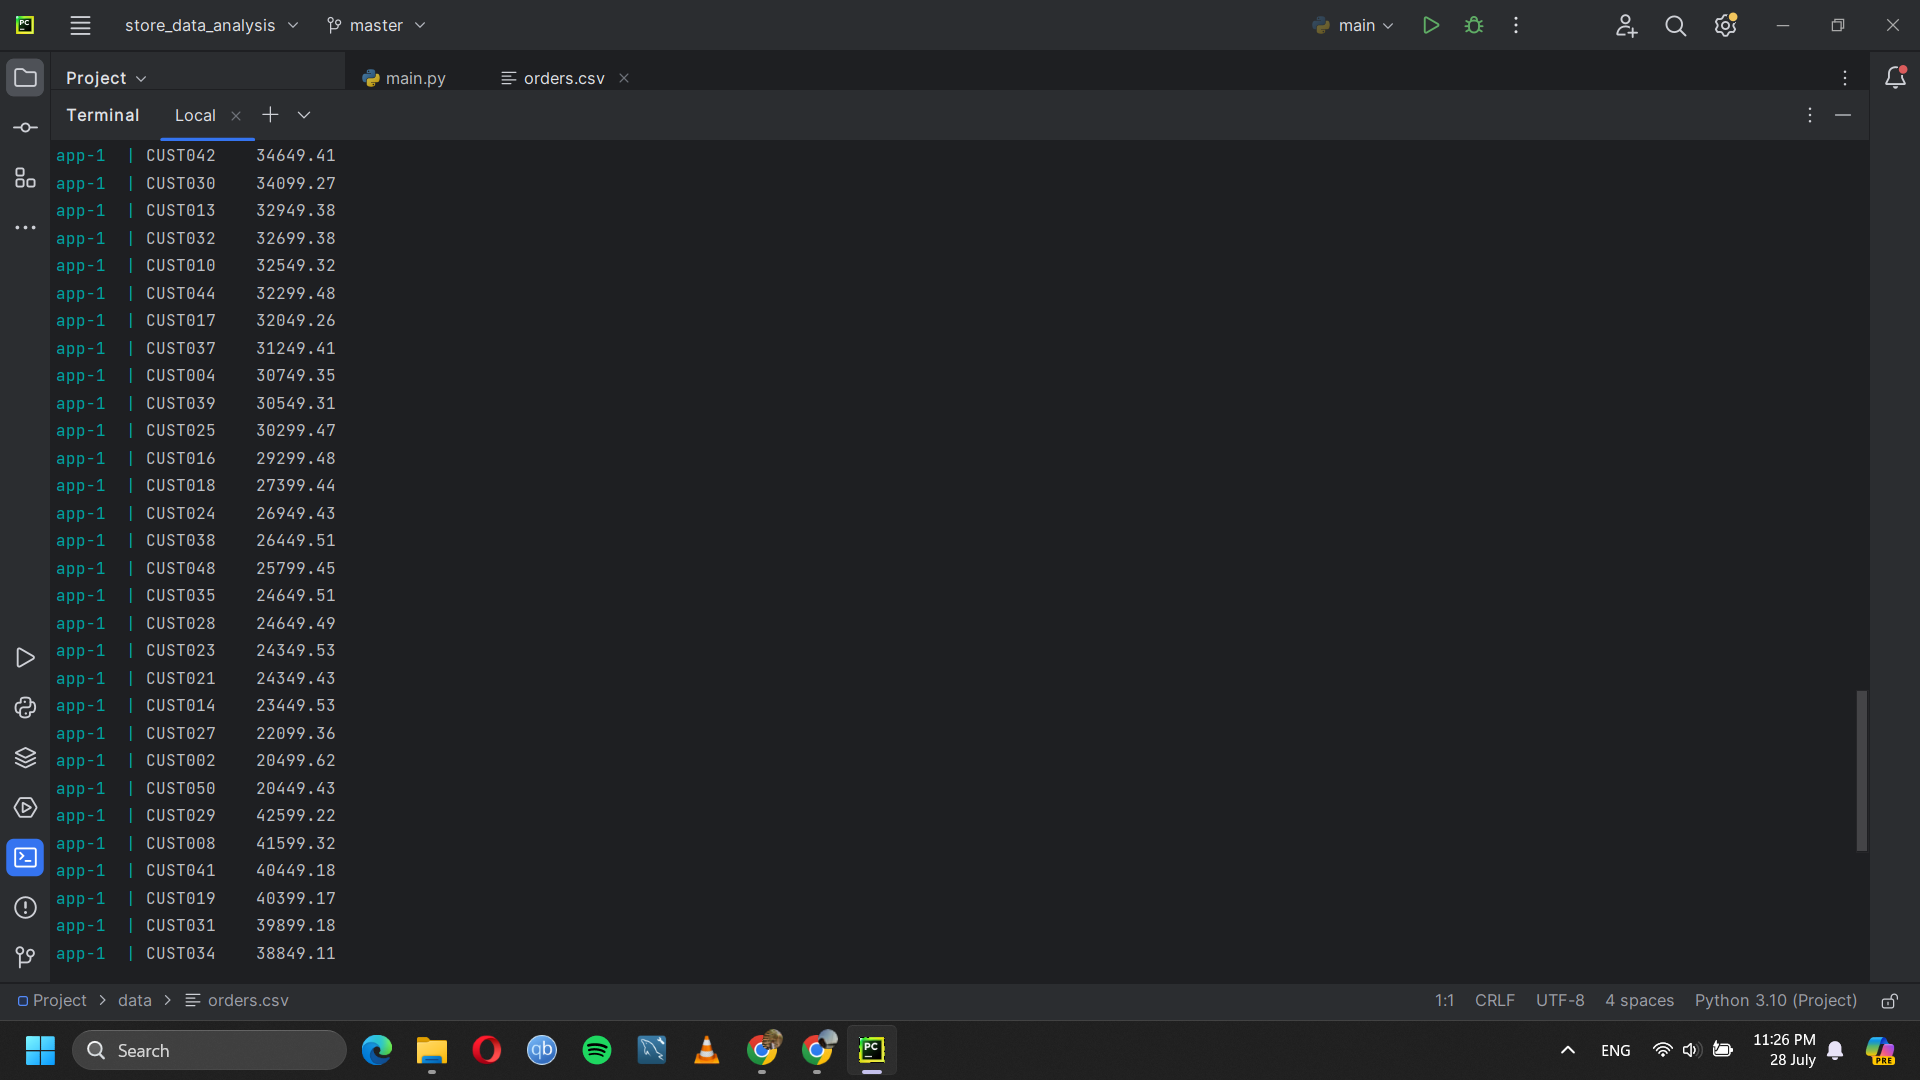 PC
store_data_analysis
master
main
Project
main.py
orders.csv
Terminal
Local
app-1 | CUST042 34649.41
app-1 | CUST030 34099.27
app-1 | CUST013 32949.38
app-1 | CUST032 32699.38
app-1 | CUST010 32549.32
app-1 | CUST044 32299.48
app-1 | CUST017 32049.26
app-1 | CUST037 31249.41
app-1 | CUST004 30749.35
app-1 | CUST039 30549.31
app-1 | CUST025 30299.47
app-1 | CUST016 29299.48
app-1 | CUST018 27399.44
app-1 | CUST024 26949.43
app-1 | CUST038 26449.51
app-1 | CUST048 25799.45
app-1 | CUST035 24649.51
app-1 | CUST028 24649.49
app-1 | CUST023 24349.53
app-1 | CUST021 24349.43
app-1 | CUST014 23449.53
app-1 | CUST027 22099.36
app-1 | CUST002 20499.62
app-1 | CUST050 20449.43
app-1 | CUST029 42599.22
app-1 | CUST008 41599.32
app-1 | CUST041 40449.18
app-1 | CUST019 40399.17
app-1 | CUST031 39899.18
app-1 | CUST034 38849.11
Project > data > orders.csv
1:1 CRLF UTF-8 4 spaces Python 3.10 (Project)
Search
qb
PC
ENG
11:26 PM
28 July
PRE